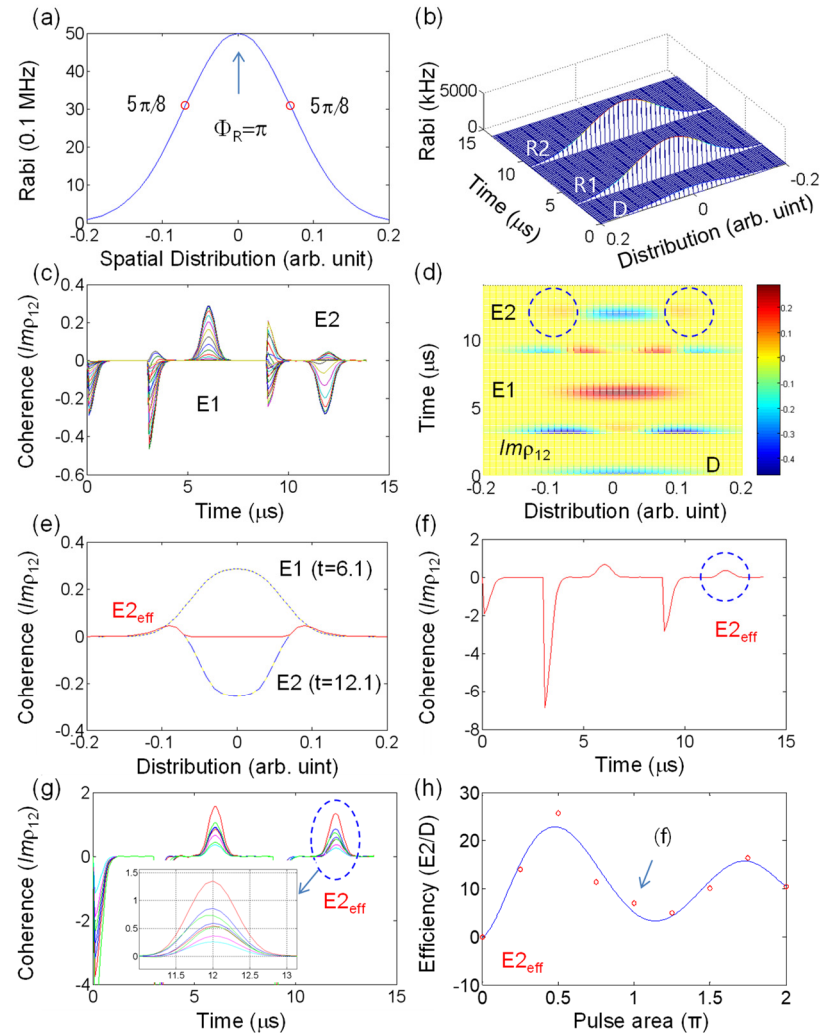 (a)
50
40
30
20
10
0
Rabi (0.1 MHz)
5π/8
5π/8
ΦR=π
-0.2 -0.1 0 0.1 0.2
Spatial Distribution (arb. unit)
(b)
5000
0
Rabi (kHz)
15
10
5
0
Time (μs)
R2
R1
D
-0.2
0
0.2
Distribution (arb. uint)
(c)
0.4
0.2
0
-0.2
-0.4
-0.6
Coherence (Imρ12)
E2
E1
0 5 10 15
Time (μs)
(d)
E2
E1
Imρ12
D
10
5
0
Time (μs)
-0.2 -0.1 0 0.1 0.2
Distribution (arb. uint)
0.2
0.1
0
-0.1
-0.2
-0.3
-0.4
(e)
0.4
0.2
0
-0.2
0.4
Coherence (Imρ12)
E1 (t=6.1)
E2eff
E2 (t=12.1)
-0.2 -0.1 0 0.1 0.2
Distribution (arb. uint)
(f)
2
0
-2
-4
-6
-8
Coherence (Imρ12)
E2eff
0 5 10 15
Time (μs)
(g)
2
0
2
4
Coherence (Imρ12)
E2eff
1.5
1
0.5
0
11.5 12 12.5 13
0 5 10 15
Time (μs)
(h)
30
20
10
0
-10
Efficiency (E2/D)
(f)
E2eff
0 0.5 1 1.5 2
Pulse area (π)